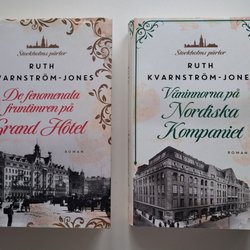 Stockholms pärlor
RUTH
VARNSTRÖM-JONES
De fenomenala
fruntimren på
Grand Hôtel
ROMAN
Stockholms pärlor
RUTH
KVARNSTRÖM-JONES
Väninnorna på
Nordiska
Kompaniet
ROMAN